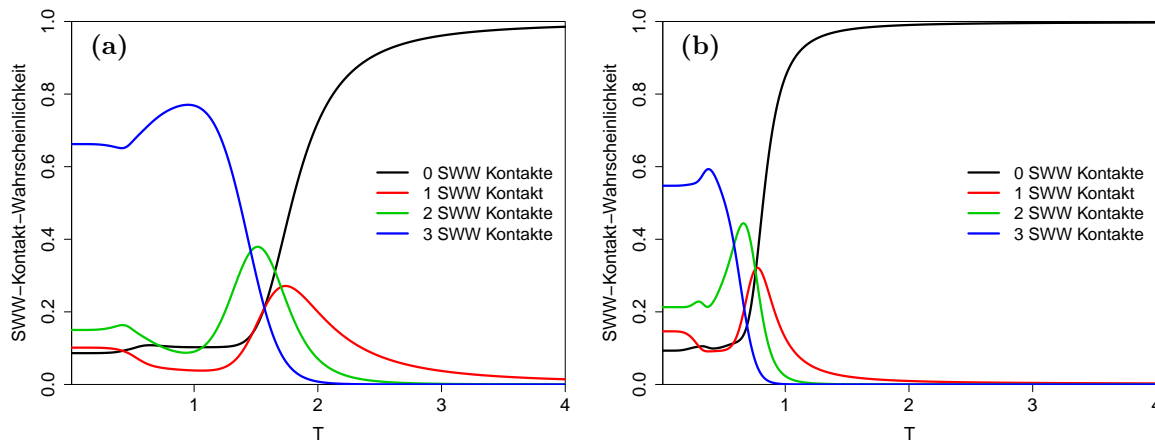 (a)
SWW−Kontakt−Wahrscheinlichkeit
1.0
0.8
0.6
0.4
0.2
0.0
0 SWW Kontakte
1 SWW Kontakt
2 SWW Kontakte
3 SWW Kontakte
1 2 3 4
T
(b)
SWW−Kontakt−Wahrscheinlichkeit
1.0
0.8
0.6
0.4
0.2
0.0
0 SWW Kontakte
1 SWW Kontakt
2 SWW Kontakte
3 SWW Kontakte
1 2 3 4
T